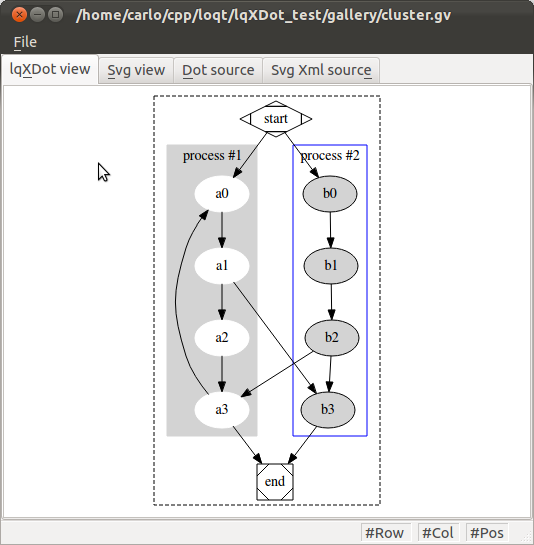 /home/carlo/cpp/loqt/lqXDot_test/gallery/cluster.gv
File
lqXDot view Svg view Dot source Svg Xml source
start
process #1 process #2
a0 b0
a1 b1
a2 b2
a3 b3
end
#Row #Col #Pos